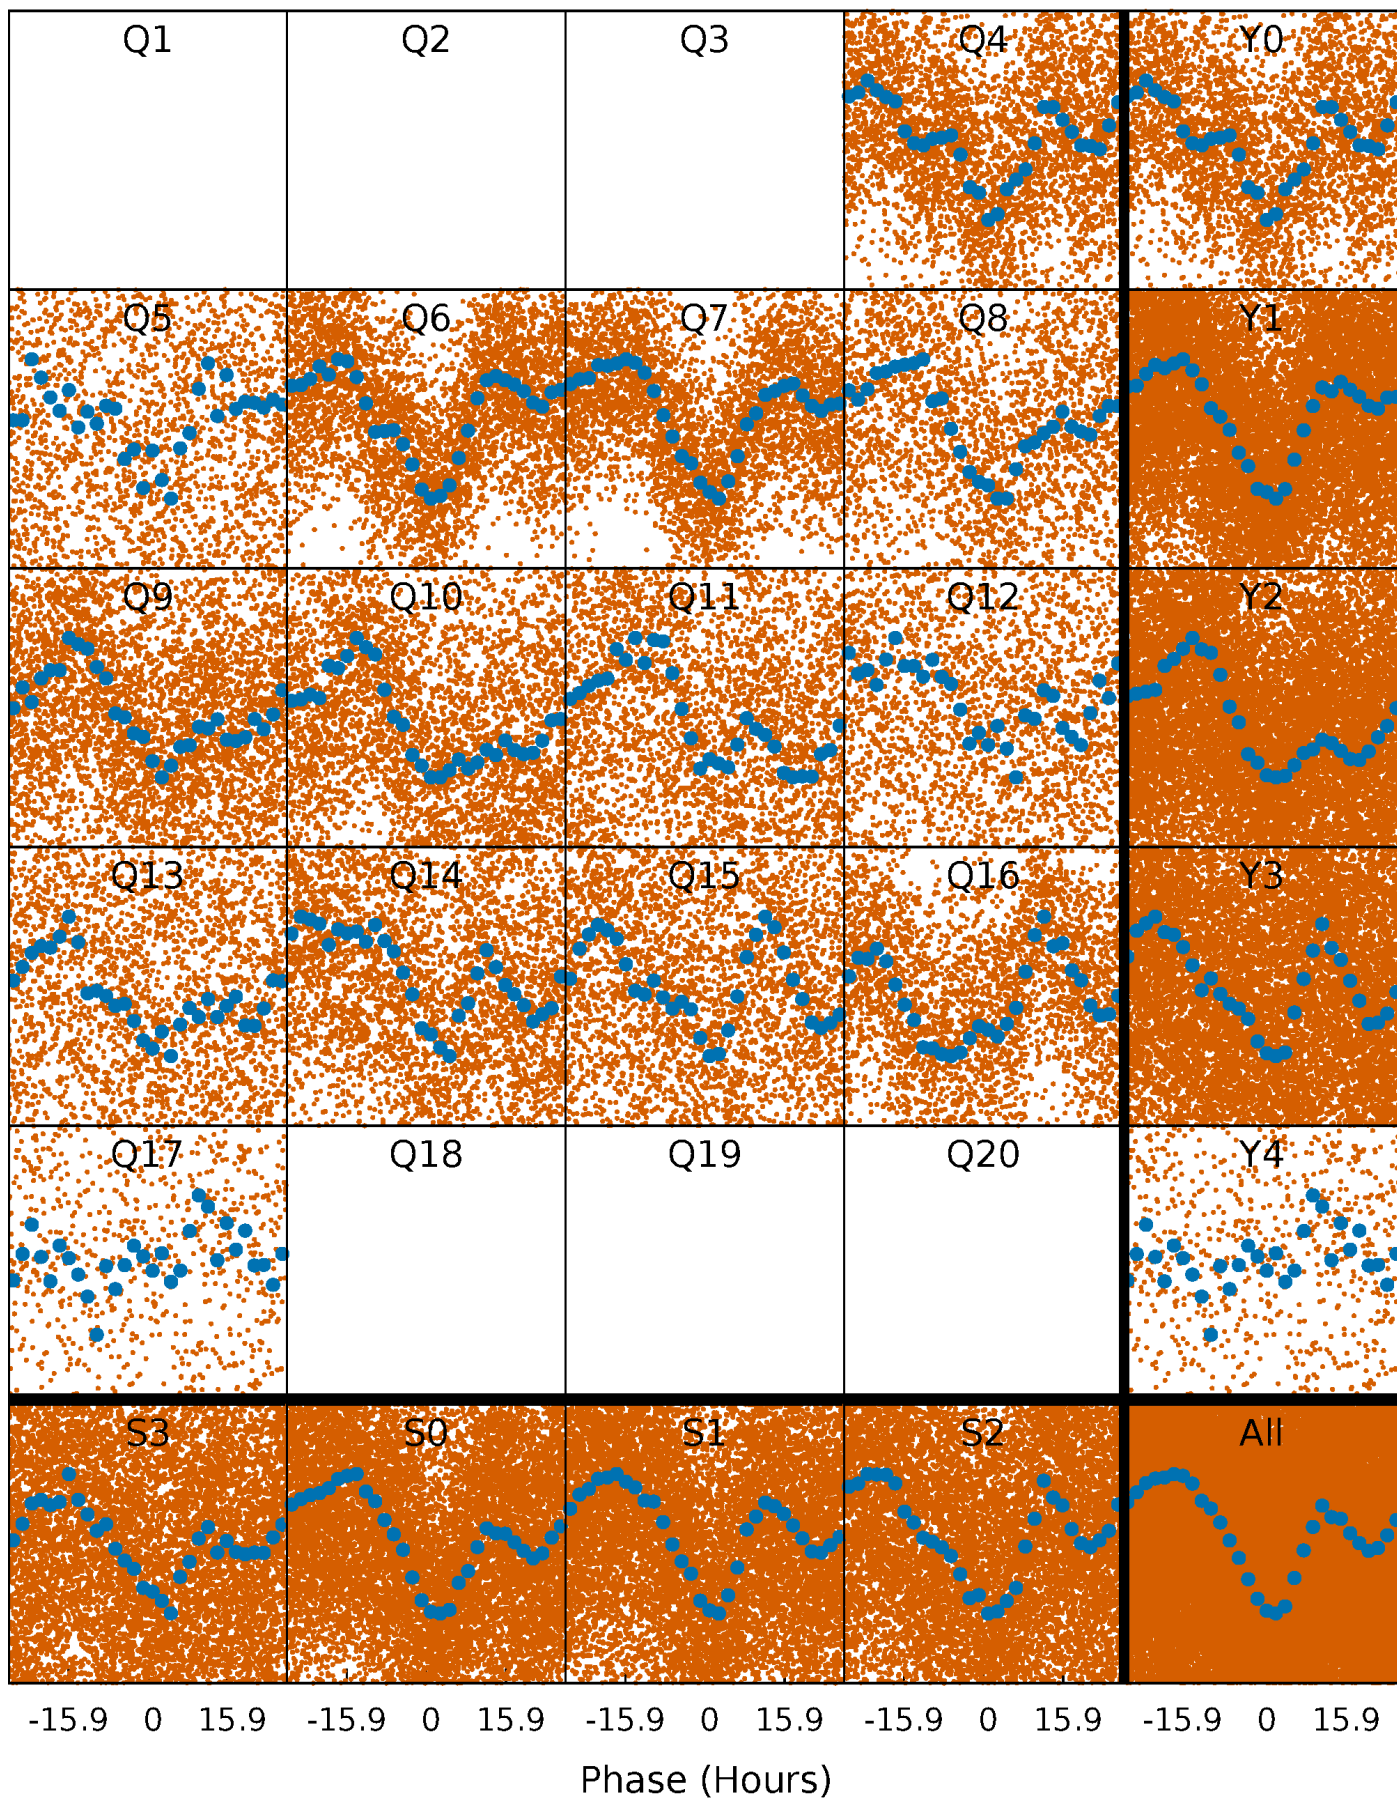 Q1 Q2 Q3 Q4 Y0
Q5 Q6 Q7 Q8 Y1
Q9 Q10 Q11 Q12 Y2
Q13 Q14 Q15 Q16 Y3
Q17 Q18 Q19 Q20 Y4
S3 S0 S1 S2 All
-15.9 0 15.9 -15.9 0 15.9 -15.9 0 15.9 -15.9 0 15.9 -15.9 0 15.9
Phase (Hours)